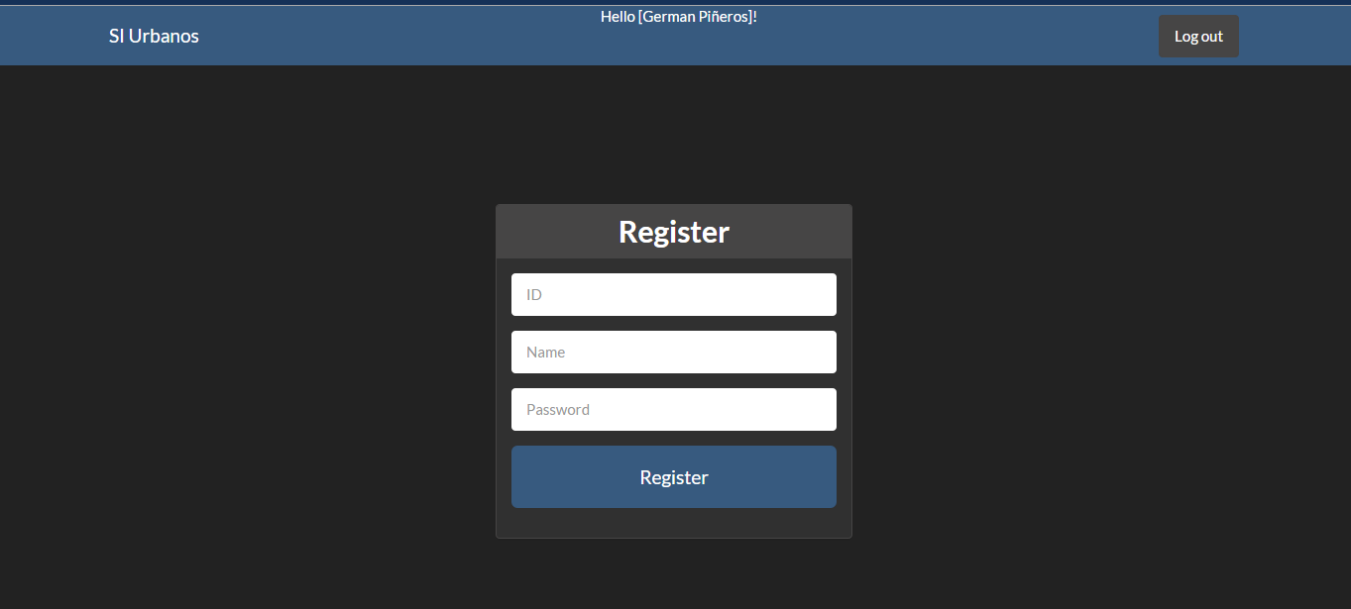 Hello [German Piñeros]!
SI Urbanos
Log out
Register
ID
Name
Password
Register